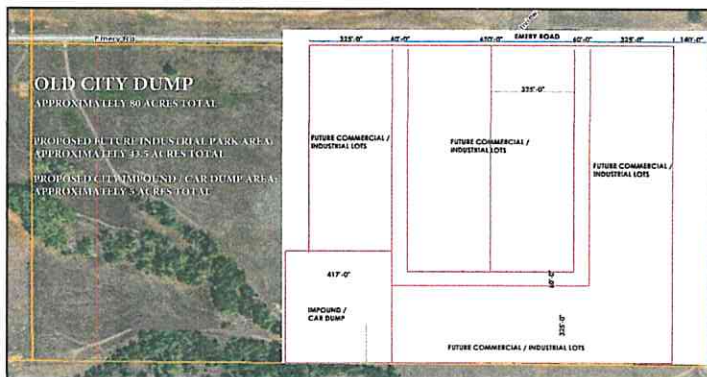 E Emery Rd
OLD CITY DUMP
APPROXIMATELY 80 ACRES TOTAL
PROPOSED FUTURE INDUSTRIAL PARK AREA:
APPROXIMATELY 43.5 ACRES TOTAL
PROPOSED CITY IMPOUND / CAR DUMP AREA:
APPROXIMATELY 5 ACRES TOTAL
EMERY ROAD
325'-0" 60'-0" 650'-0" 60'-0" 325'-0" 140'-0"
325'-0"
FUTURE COMMERCIAL /
INDUSTRIAL LOTS
FUTURE COMMERCIAL /
INDUSTRIAL LOTS
FUTURE COMMERCIAL /
INDUSTRIAL LOTS
417'-0"
IMPOUND /
CAR DUMP
60'-0"
325'-0"
FUTURE COMMERCIAL / INDUSTRIAL LOTS